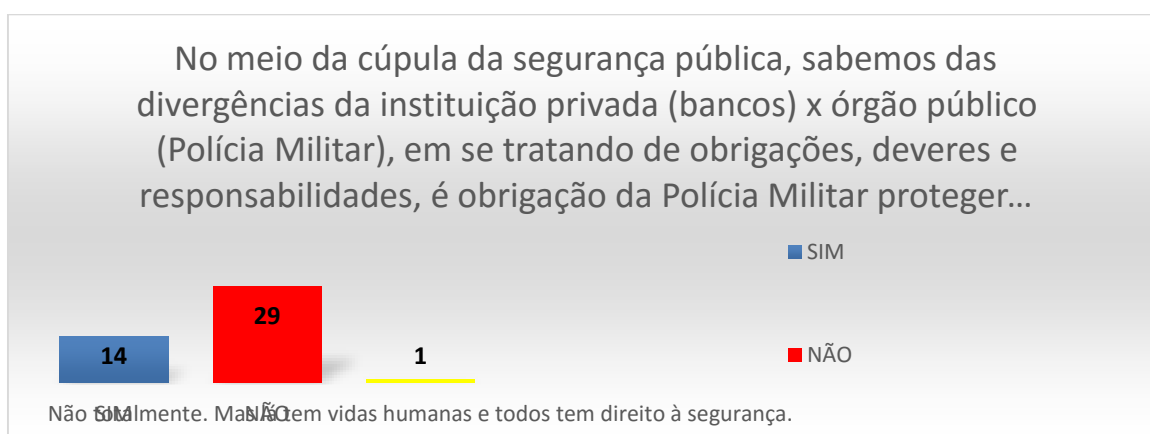 No meio da cúpula da segurança pública, sabemos das
divergências da instituição privada (bancos) x órgão público
(Polícia Militar), em se tratando de obrigações, deveres e
responsabilidades, é obrigação da Polícia Militar proteger...
SIM
29
14
1
NÃO
SIM
NÃO
Não totalmente. Mas lá tem vidas humanas e todos tem direito à segurança.